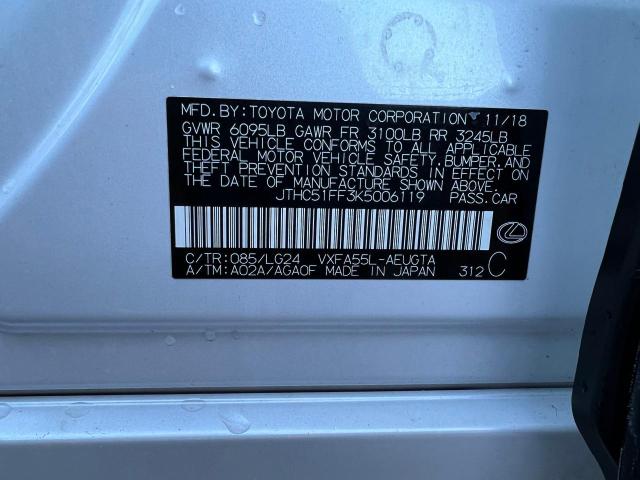 MFD. BY: TOYOTA MOTOR CORPORATION 11/18
GVWR 6095LB GAWR FR 3100LB RR 3245LB
THIS VEHICLE CONFORMS TO ALL APPLICABLE
FEDERAL MOTOR VEHICLE SAFETY, BUMPER, AND
THEFT PREVENTION STANDARDS IN EFFECT ON
THE DATE OF MANUFACTURE SHOWN ABOVE.
JTHC51FF3K5006119 PASS. CAR
C/TR: 085/LG24 VXFA55L-AEUGTA
A/TM: A02A/AGA0F MADE IN JAPAN 312 C